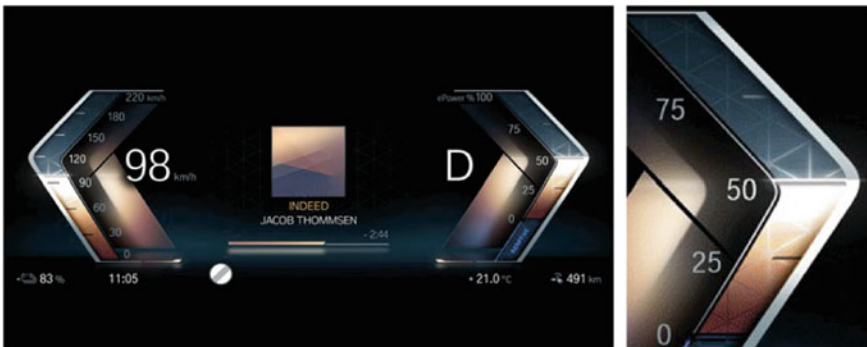 220 km/h
180
150
120
90
60
30
0
98 km/h
INDEED
JACOB THOMMSEN
- 2:44
ePower % 100
75
50
25
0
D
ADAPTIVE
83 %
11:05
21.0 °C
491 km
75
50
25
0